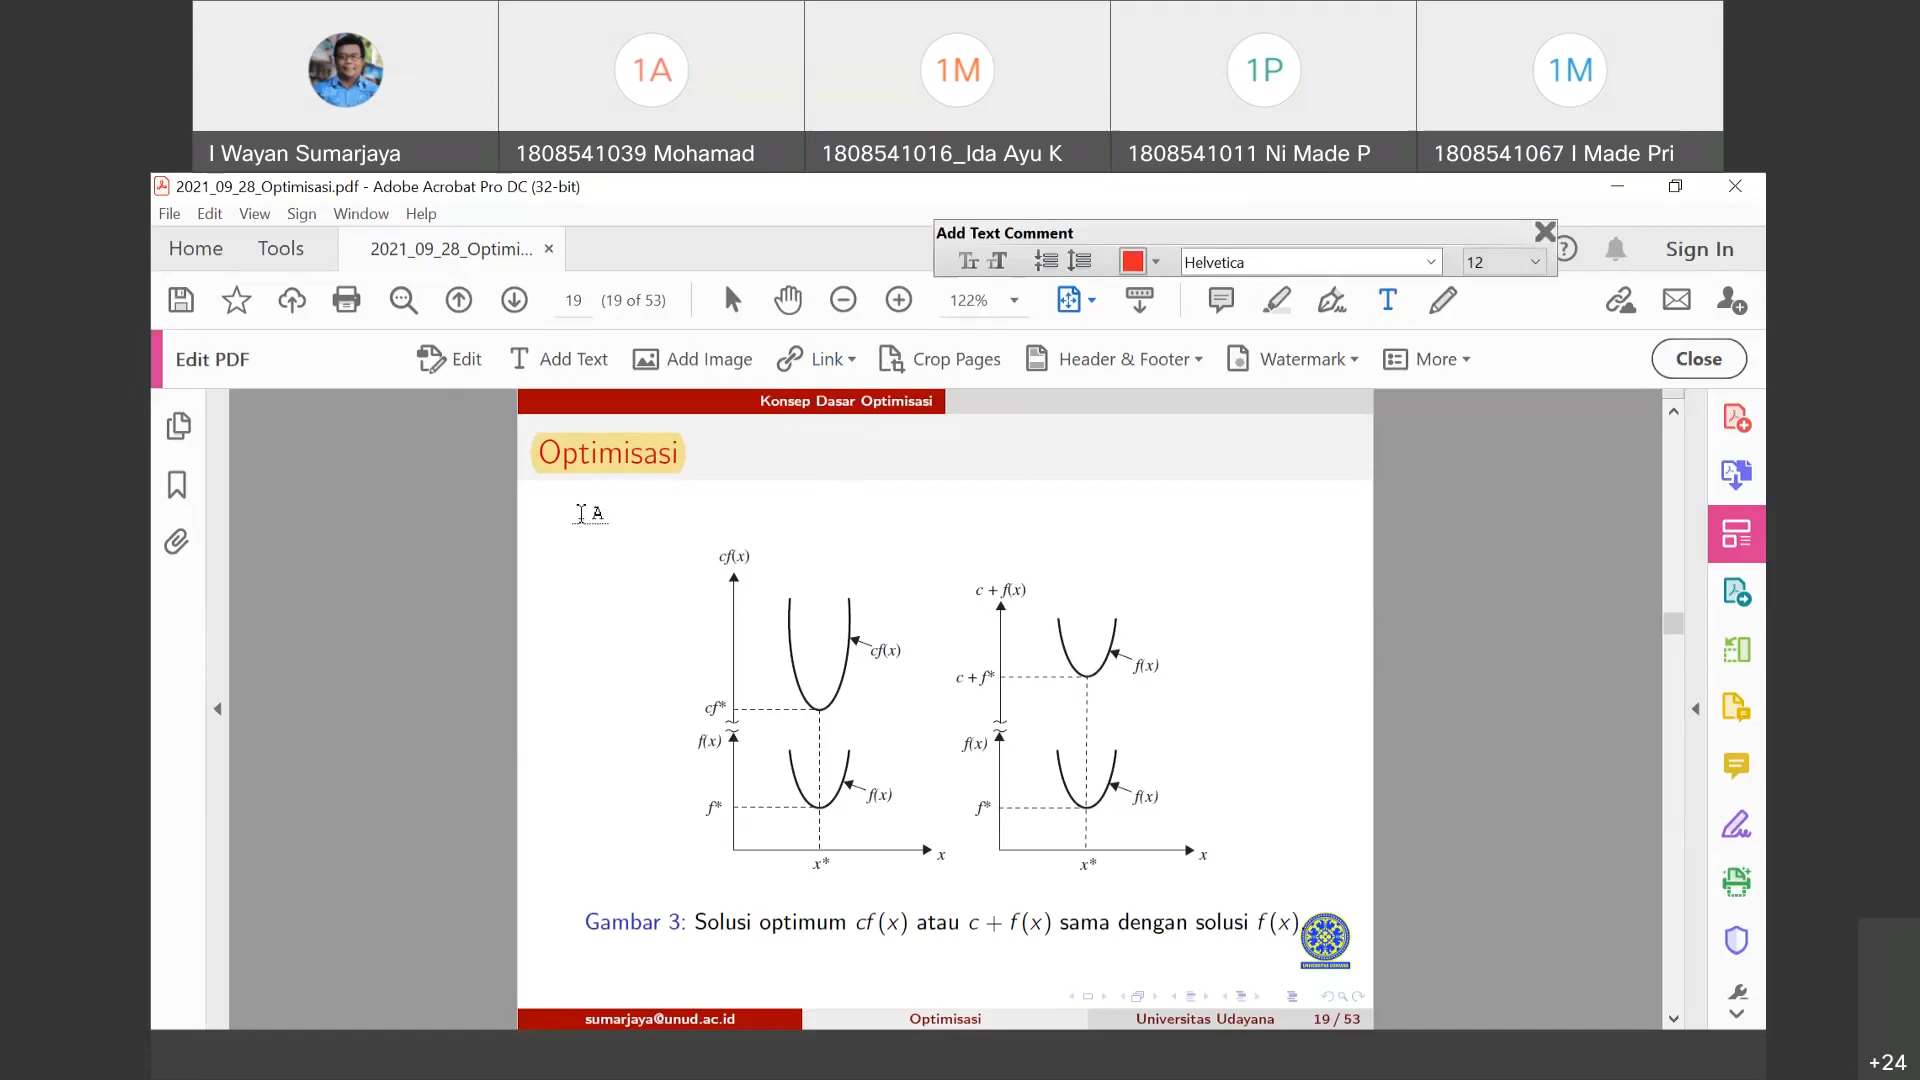 1A
1M
1P
1M
I Wayan Sumarjaya
1808541039 Mohamad
1808541016_Ida Ayu K
1808541011 Ni Made P
1808541067 I Made Pri
2021_09_28_Optimisasi.pdf - Adobe Acrobat Pro DC (32-bit)
File Edit View Sign Window Help
Home Tools 2021_09_28_Optimi... ×
Add Text Comment
Helvetica 12
Sign In
19 (19 of 53) 122%
Edit PDF Edit Add Text Add Image Link Crop Pages Header & Footer Watermark More Close
Konsep Dasar Optimisasi
Optimisasi
cf(x)
c + f(x)
cf(x)
f(x)
c + f*
cf*
f(x)
f(x)
f(x)
f(x)
f*
f*
x
x
x*
x*
Gambar 3: Solusi optimum cf(x) atau c + f(x) sama dengan solusi f(x)
UNIVERSITAS UDAYANA
sumarjaya@unud.ac.id Optimisasi Universitas Udayana 19 / 53
+24